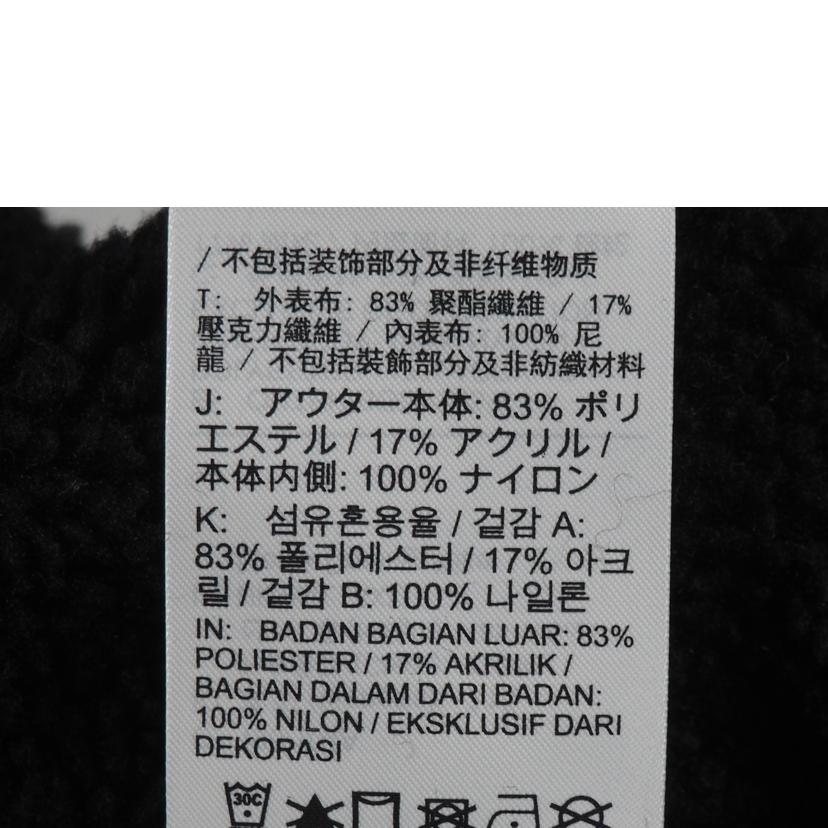 / 不包括装饰部分及非纤维物质
T: 外表布: 83% 聚酯纖維 / 17%
壓克力纖維 / 內表布: 100% 尼
龍 / 不包括裝飾部分及非紡織材料
J: アウター本体: 83% ポリ
エステル / 17% アクリル /
本体内側: 100% ナイロン
K: 섬유혼용율 / 겉감 A:
83% 폴리에스터 / 17% 아크
릴 / 겉감 B: 100% 나일론
IN: BADAN BAGIAN LUAR: 83%
POLIESTER / 17% AKRILIK /
BAGIAN DALAM DARI BADAN:
100% NILON / EKSKLUSIF DARI
DEKORASI
30C